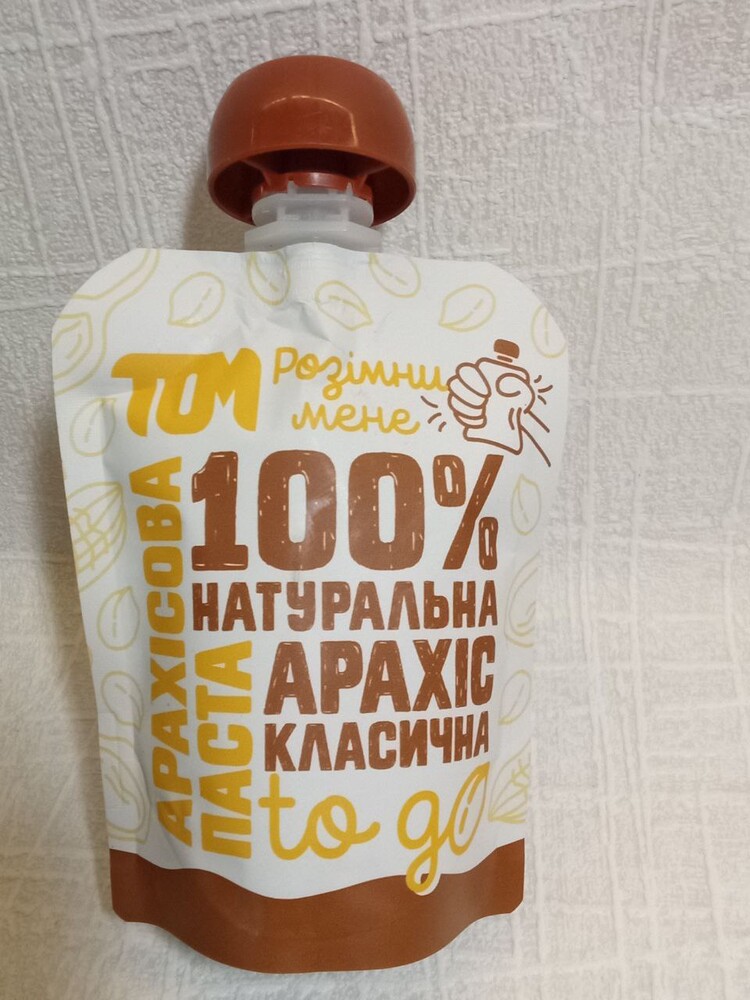 ТОМ
Розімни
мене
100%
НАТУРАЛЬНА
АРАХІС
КЛАСИЧНА
АРАХІСОВА
ПАСТА
to go